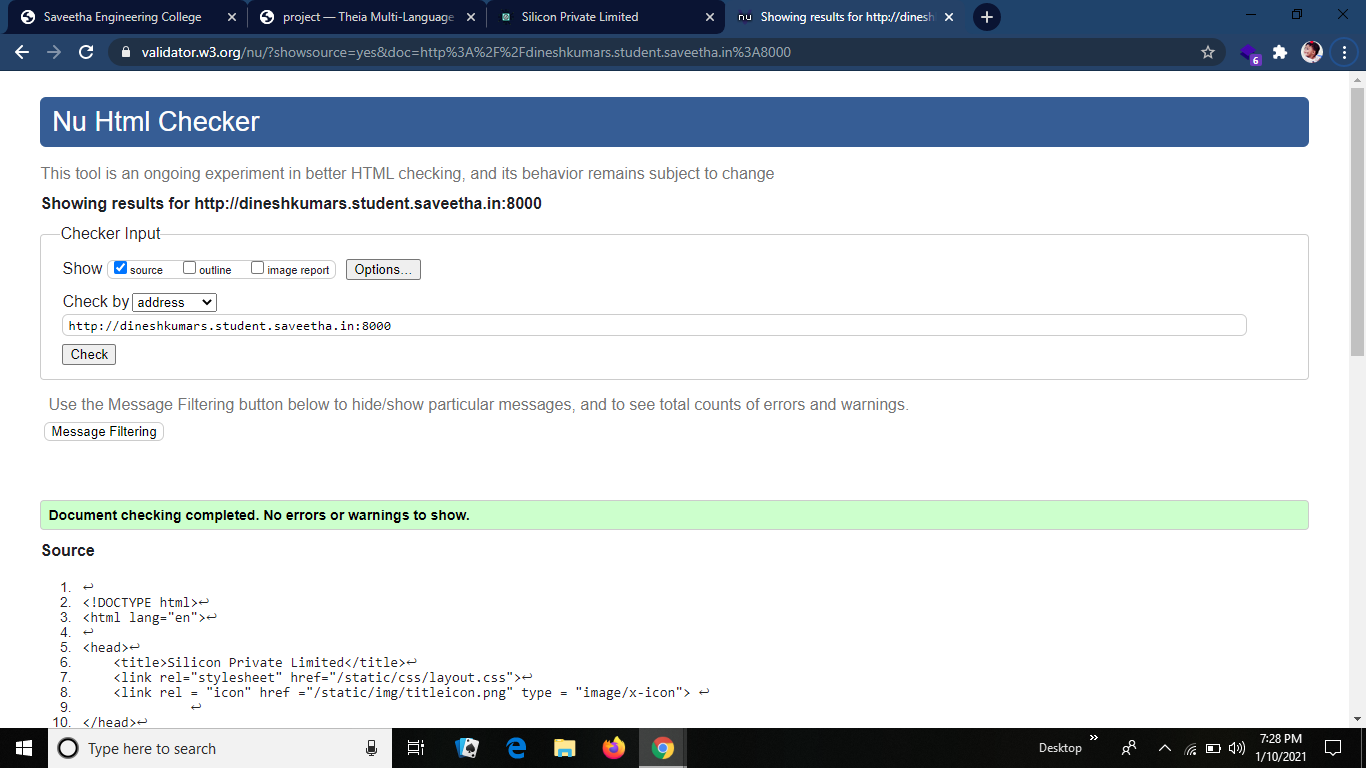 Saveetha Engineering College
project — Theia Multi-Language
Silicon Private Limited
nu Showing results for http://dinesh
validator.w3.org/nu/?showsource=yes&doc=http%3A%2F%2Fdineshkumars.student.saveetha.in%3A8000
6
Nu Html Checker
This tool is an ongoing experiment in better HTML checking, and its behavior remains subject to change
Showing results for http://dineshkumars.student.saveetha.in:8000
Checker Input
Show source outline image report Options...
Check by address
http://dineshkumars.student.saveetha.in:8000
Check
Use the Message Filtering button below to hide/show particular messages, and to see total counts of errors and warnings.
Message Filtering
Document checking completed. No errors or warnings to show.
Source
1. ↩
2. <!DOCTYPE html>↩
3. <html lang="en">↩
4. ↩
5. <head>↩
6. <title>Silicon Private Limited</title>↩
7. <link rel="stylesheet" href="/static/css/layout.css">↩
8. <link rel = "icon" href ="/static/img/titleicon.png" type = "image/x-icon"> ↩
9. ↩
10. </head>↩
Type here to search
Desktop »
7:28 PM
1/10/2021